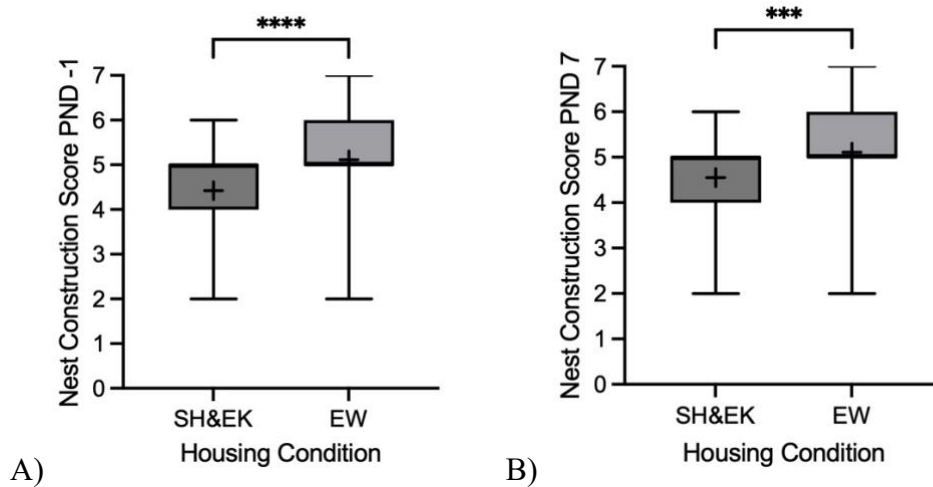 ****
Nest Construction Score PND -1
7
6
5
4
3
2
1
0
SH&EK EW
Housing Condition
A)
***
Nest Construction Score PND 7
7
6
5
4
3
2
1
0
SH&EK EW
Housing Condition
B)